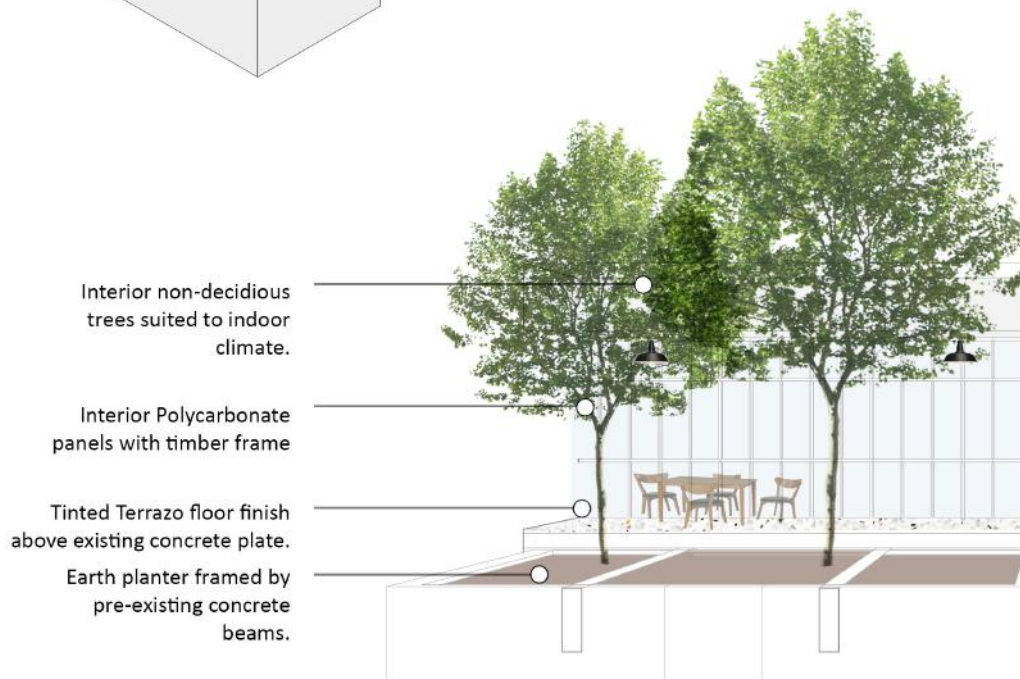 Interior non-decidious
trees suited to indoor
climate.
Interior Polycarbonate
panels with timber frame
Tinted Terrazo floor finish
above existing concrete plate.
Earth planter framed by
pre-existing concrete
beams.